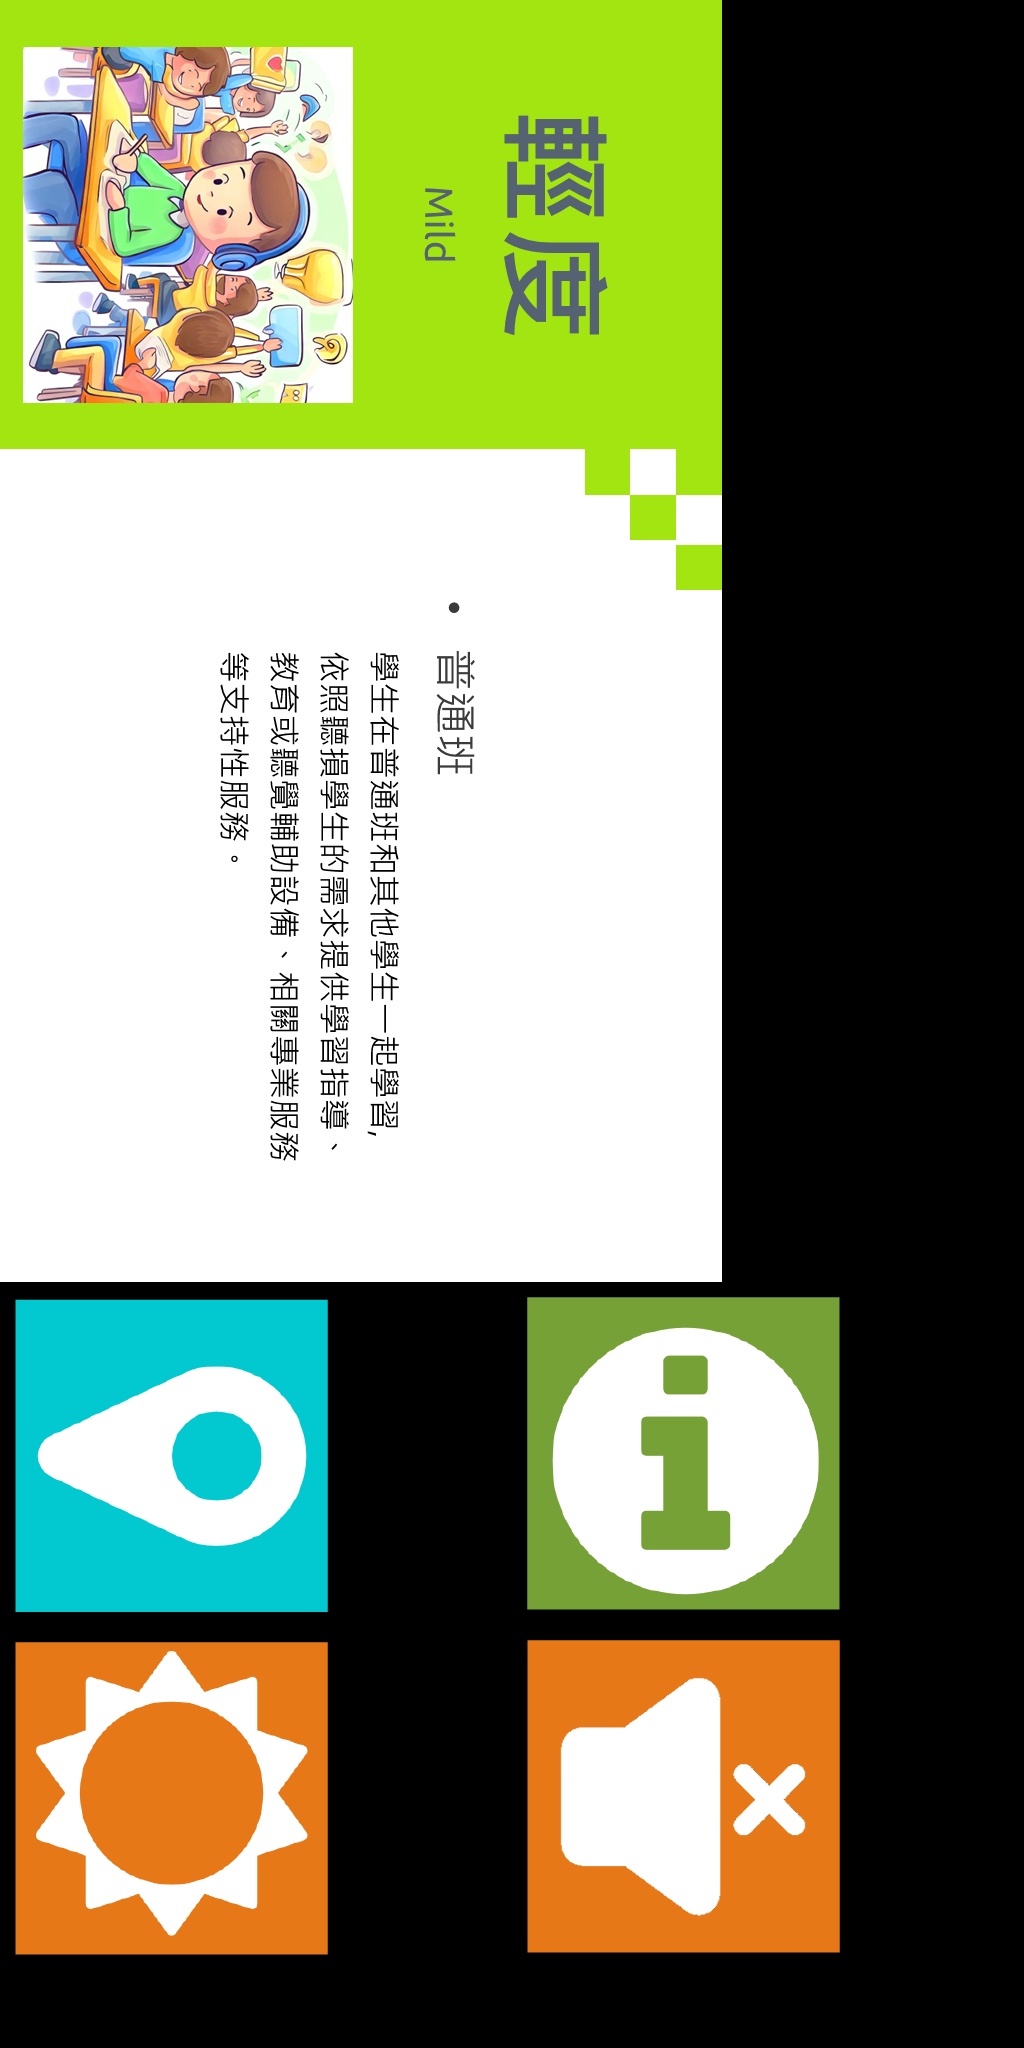 輕度
Mild
• 普通班
學生在普通班和其他學生一起學習,
依照聽損學生的需求提供學習指導、
教育或聽覺輔助設備、相關專業服務
等支持性服務。